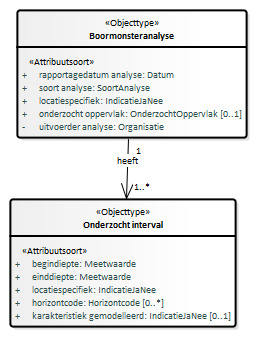 «Objecttype»
Boormonsteranalyse
«Attribuutsoort»
+ rapportagedatum analyse: Datum
+ soort analyse: SoortAnalyse
+ locatiespecifiek: IndicatieJaNee
+ onderzocht oppervlak: OnderzochtOppervlak [0..1]
- uitvoerder analyse: Organisatie
1
heeft
1..*
«Objecttype»
Onderzocht interval
«Attribuutsoort»
+ begindiepte: Meetwaarde
+ einddiepte: Meetwaarde
+ locatiespecifiek: IndicatieJaNee
+ horizontcode: Horizontcode [0..*]
+ karakteristiek gemodelleerd: IndicatieJaNee [0..1]